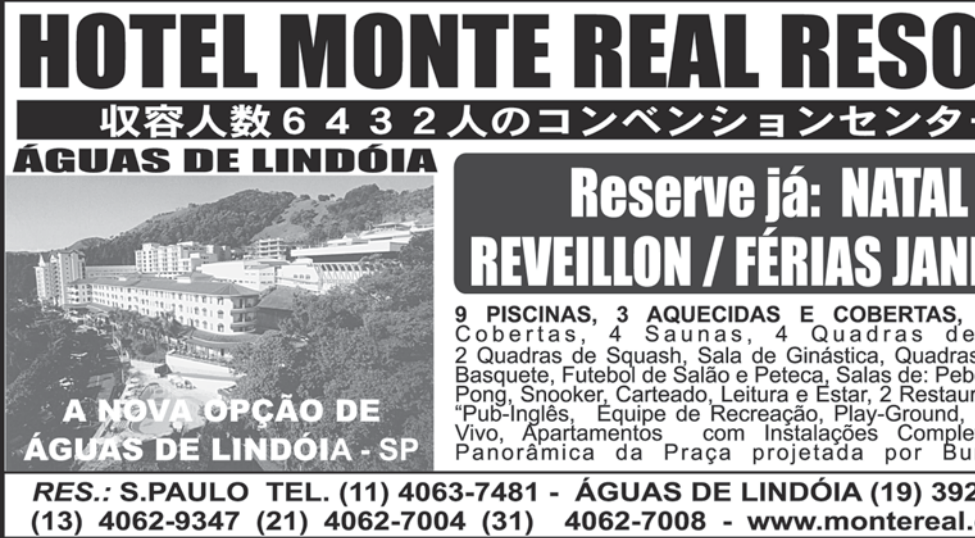 HOTEL MONTE REAL RESO
収容人数６４３２人のコンベンションセンター
ÁGUAS DE LINDÓIA
Reserve já: NATAL
REVEILLON / FÉRIAS JAN
9 PISCINAS, 3 AQUECIDAS E COBERTAS,
Cobertas, 4 Saunas, 4 Quadras de
2 Quadras de Squash, Sala de Ginástica, Quadras
Basquete, Futebol de Salão e Peteca, Salas de: Peb
Pong, Snooker, Carteado, Leitura e Estar, 2 Restaur
“Pub-Inglês, Equipe de Recreação, Play-Ground,
Vivo, Apartamentos com Instalações Comple
Panorâmica da Praça projetada por Bu
A NOVA OPÇÃO DE
ÁGUAS DE LINDÓIA - SP
RES.: S.PAULO TEL. (11) 4063-7481 - ÁGUAS DE LINDÓIA (19) 392
(13) 4062-9347 (21) 4062-7004 (31) 4062-7008 - www.montereal.